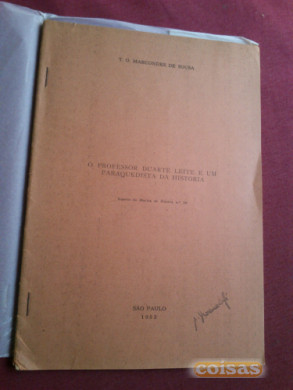 T. O. MARCONDES DE SOUZA
O PROFESSOR DUARTE LEITE E UM
PARAQUEDISTA DA HISTÓRIA
SÃO PAULO
coisas